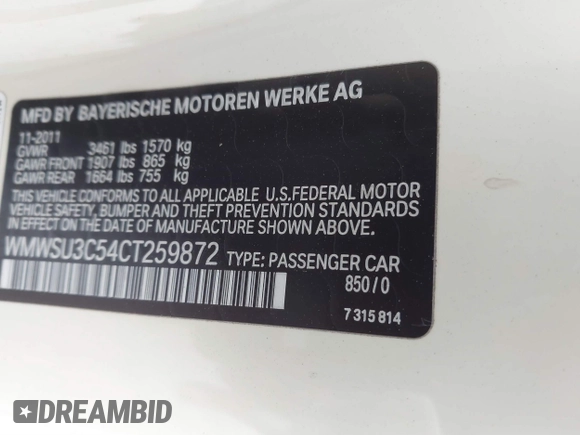 MFD BY BAYERISCHE MOTOREN WERKE AG
11-2011
GVWR 3461 lbs 1570 kg
GAWR FRONT 1907 lbs 865 kg
GAWR REAR 1664 lbs 755 kg
THIS VEHICLE CONFORMS TO ALL APPLICABLE U.S.FEDERAL MOTOR
VEHICLE SAFETY, BUMPER AND THEFT PREVENTION STANDARDS
IN EFFECT ON THE DATE OF MANUFACTURE SHOWN ABOVE.
WMWSU3C54CT259872 TYPE: PASSENGER CAR
850/0
7 315 814
DREAMBID